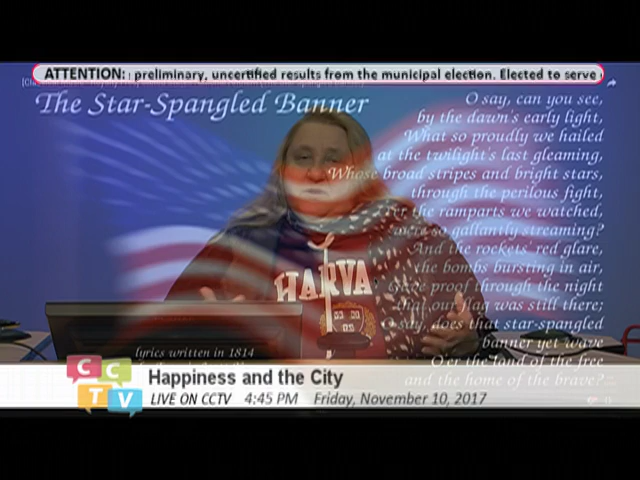 ATTENTION: preliminary, uncertified results from the municipal election. Elected to serve
The Star-Spangled Banner
O say, can you see,
by the dawn's early light,
What so proudly we hailed
at the twilight's last gleaming,
Whose broad stripes and bright stars,
through the perilous fight,
the ramparts we watched,
so gallantly streaming?
And the rockets' red glare,
the bombs bursting in air,
proof through the night
that our flag was still there;
O say, does that star-spangled
banner yet wave
O'er the land of the free
and the home of the brave?
HARVA
lyrics written in 1814
CCTV
Happiness and the City
LIVE ON CCTV 4:45 PM Friday, November 10, 2017